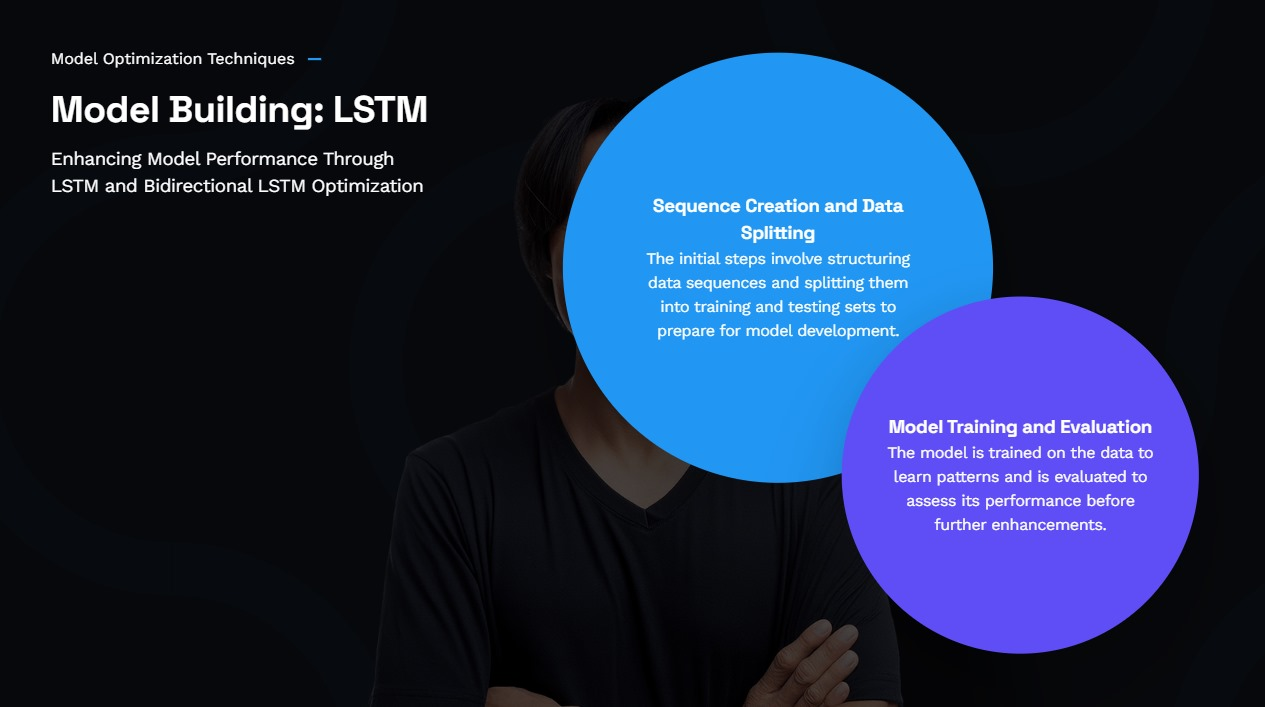 Model Optimization Techniques
Model Building: LSTM
Enhancing Model Performance Through
LSTM and Bidirectional LSTM Optimization
Sequence Creation and Data
Splitting
The initial steps involve structuring
data sequences and splitting them
into training and testing sets to
prepare for model development.
Model Training and Evaluation
The model is trained on the data to
learn patterns and is evaluated to
assess its performance before
further enhancements.